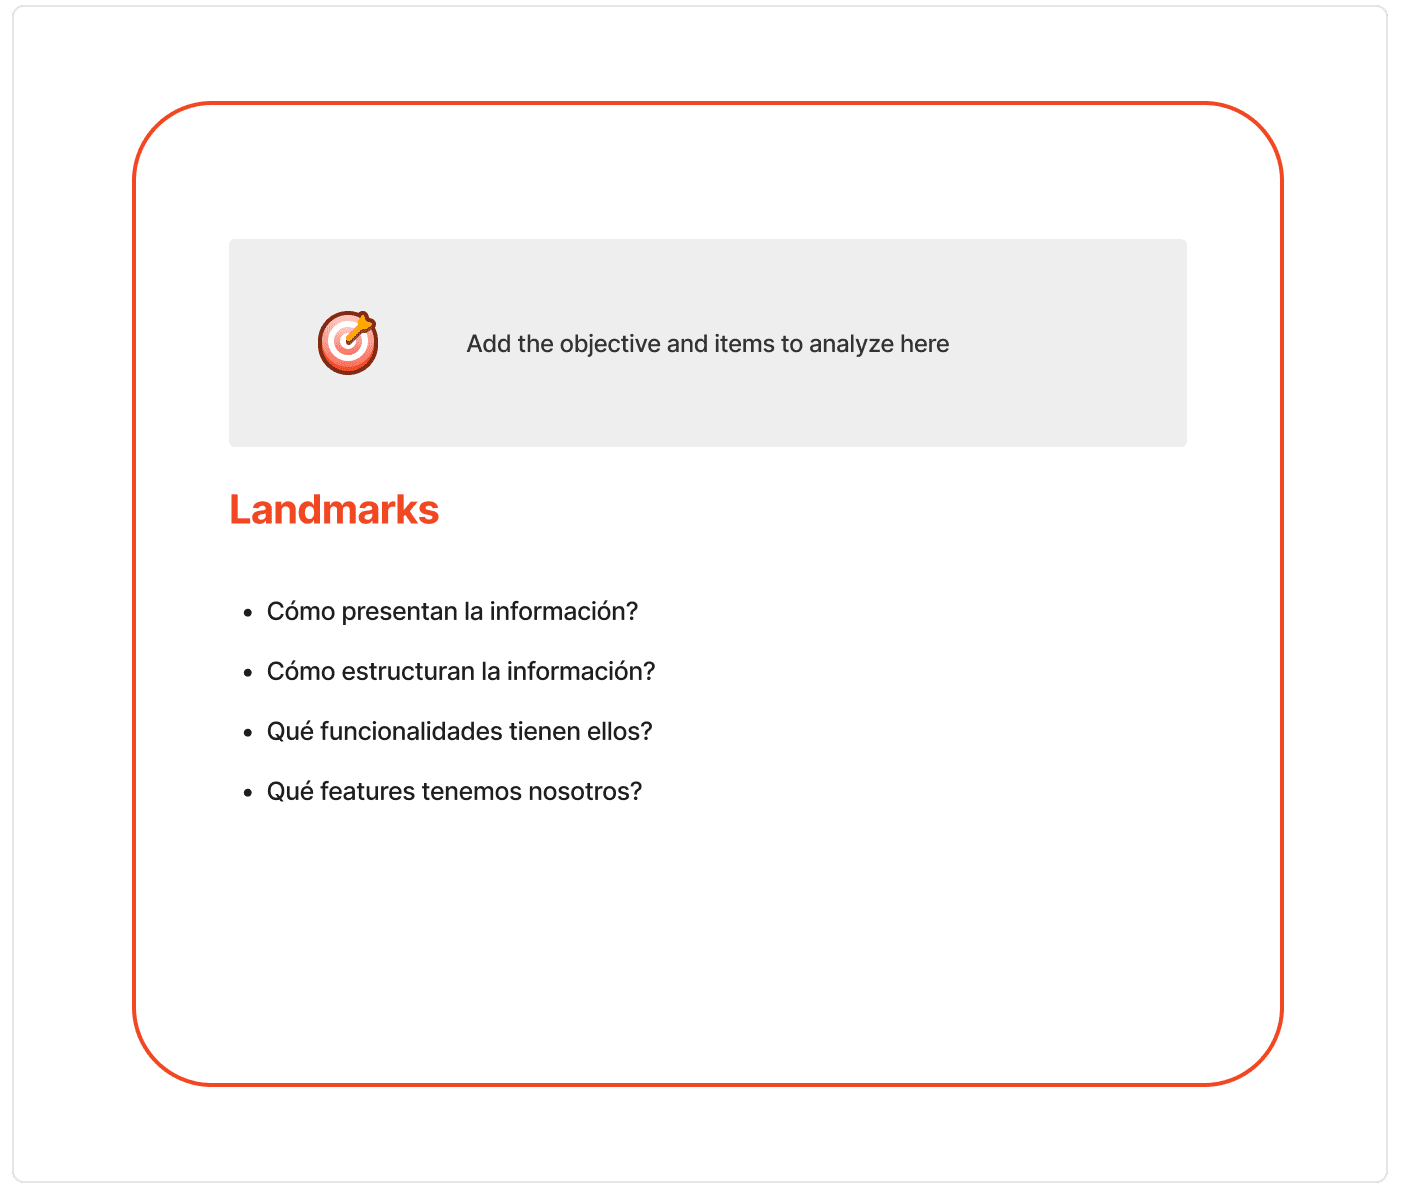 Add the objective and items to analyze here
Landmarks
• Cómo presentan la información?
• Cómo estructuran la información?
• Qué funcionalidades tienen ellos?
• Qué features tenemos nosotros?